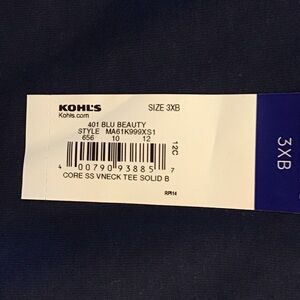 KOHL'S SIZE 3XB
Kohls.com
401 BLU BEAUTY
STYLE MA61K999XS1
656 10 12
12C
4 00790 93885 7
CORE SS VNECK TEE SOLID B
3XB